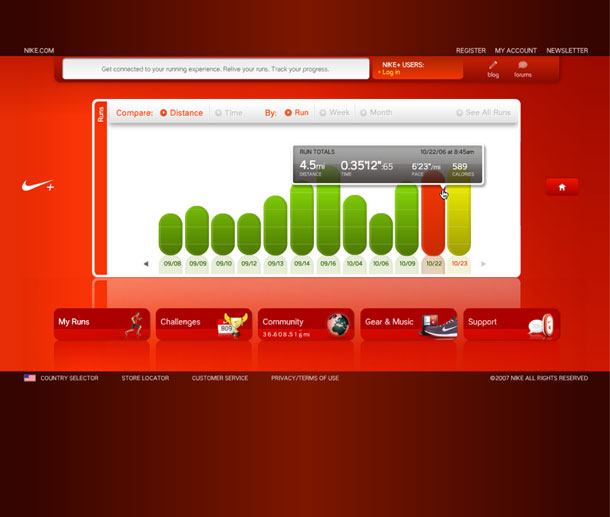 NIKE.COM
REGISTER MY ACCOUNT NEWSLETTER
Get connected to your running experience. Relive your runs. Track your progress.
NIKE+ USERS:
Log in
blog forums
Runs
Compare: Distance Time By: Run Week Month See All Runs
RUN TOTALS 10/22/06 at 8:45am
4.5mi 0.35'12":65 6'23"/mi 589
DISTANCE TIME PACE CALORIES
09/08 09/09 09/10 09/12 09/13 09/14 09/16 10/04 10/06 10/09 10/22 10/23
My Runs Challenges Community Gear & Music Support
809
COUNTRY SELECTOR STORE LOCATOR CUSTOMER SERVICE PRIVACY/TERMS OF USE ©2007 NIKE ALL RIGHTS RESERVED